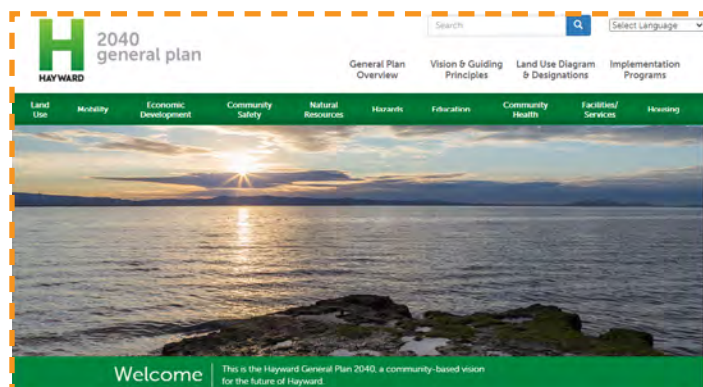 Search
Select Language
HAYWARD
2040
general plan
General Plan
Overview
Vision & Guiding
Principles
Land Use Diagram
& Designations
Implementation
Programs
Land
Use
Mobility
Economic
Development
Community
Safety
Natural
Resources
Hazards
Education
Community
Health
Facilities/
Services
Housing
Welcome
This is the Hayward General Plan 2040, a community-based vision
for the future of Hayward.